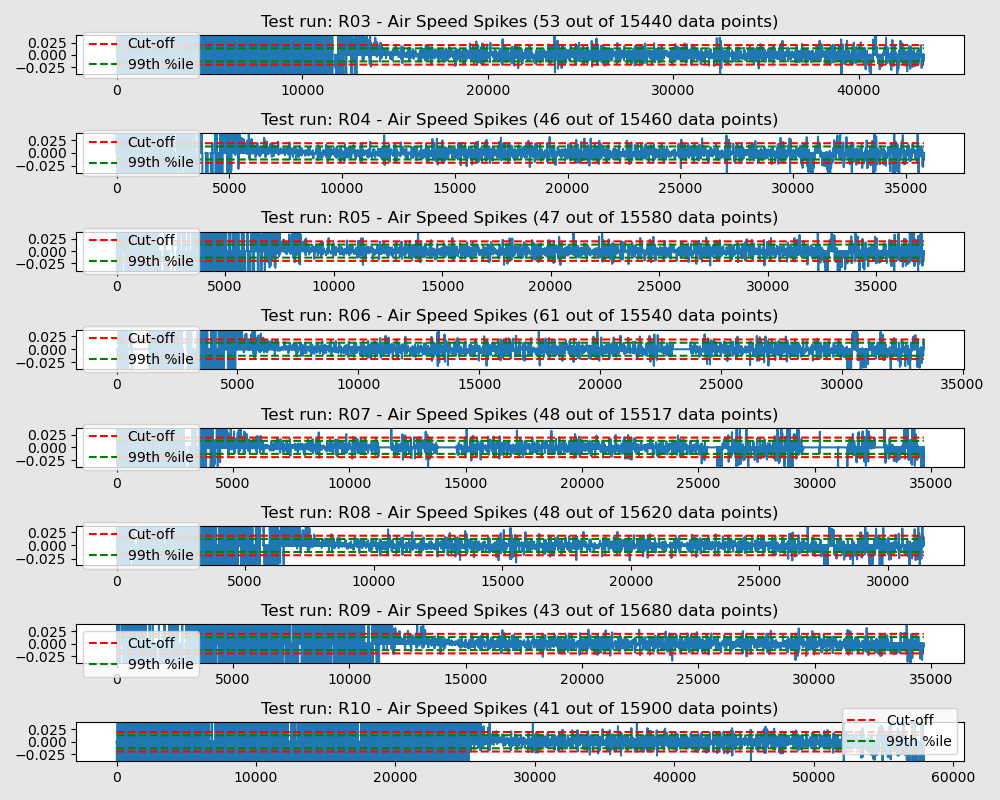 Test run: R03 - Air Speed Spikes (53 out of 15440 data points)
0.025
0.000
−0.025
Cut-off
99th %ile
0 10000 20000 30000 40000
Test run: R04 - Air Speed Spikes (46 out of 15460 data points)
0.025
0.000
−0.025
Cut-off
99th %ile
0 5000 10000 15000 20000 25000 30000 35000
Test run: R05 - Air Speed Spikes (47 out of 15580 data points)
0.025
0.000
−0.025
Cut-off
99th %ile
0 5000 10000 15000 20000 25000 30000 35000
Test run: R06 - Air Speed Spikes (61 out of 15540 data points)
0.025
0.000
−0.025
Cut-off
99th %ile
0 5000 10000 15000 20000 25000 30000 35000
Test run: R07 - Air Speed Spikes (48 out of 15517 data points)
0.025
0.000
−0.025
Cut-off
99th %ile
0 5000 10000 15000 20000 25000 30000 35000
Test run: R08 - Air Speed Spikes (48 out of 15620 data points)
0.025
0.000
−0.025
Cut-off
99th %ile
0 5000 10000 15000 20000 25000 30000
Test run: R09 - Air Speed Spikes (43 out of 15680 data points)
0.025
0.000
−0.025
Cut-off
99th %ile
0 5000 10000 15000 20000 25000 30000 35000
Test run: R10 - Air Speed Spikes (41 out of 15900 data points)
0.025
0.000
−0.025
Cut-off
99th %ile
0 10000 20000 30000 40000 50000 60000